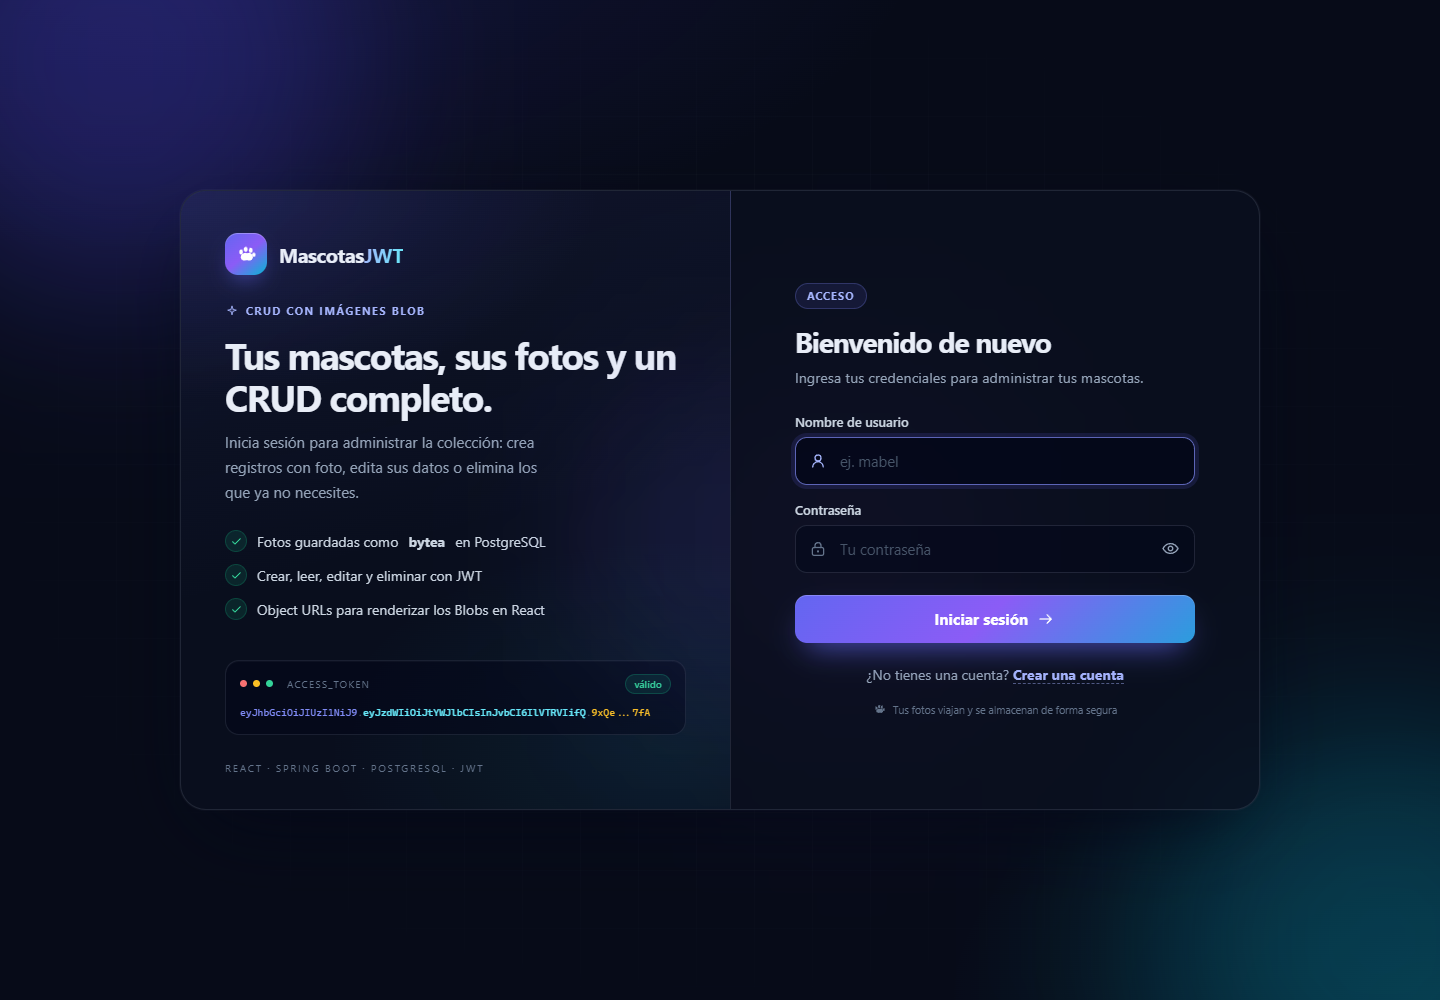 MascotasJWT
CRUD CON IMÁGENES BLOB
Tus mascotas, sus fotos y un
CRUD completo.
Inicia sesión para administrar la colección: crea
registros con foto, edita sus datos o elimina los
que ya no necesites.
Fotos guardadas como bytea en PostgreSQL
Crear, leer, editar y eliminar con JWT
Object URLs para renderizar los Blobs en React
ACCESS_TOKEN
válido
eyJhbGciOiJIUzI1NiJ9.eyJzdWIiOiJtYWJlbCIsInJvbCI6IlVTRVIifQ.9xQe...7fA
REACT · SPRING BOOT · POSTGRESQL · JWT
ACCESO
Bienvenido de nuevo
Ingresa tus credenciales para administrar tus mascotas.
Nombre de usuario
ej. mabel
Contraseña
Tu contraseña
Iniciar sesión →
¿No tienes una cuenta? Crear una cuenta
Tus fotos viajan y se almacenan de forma segura